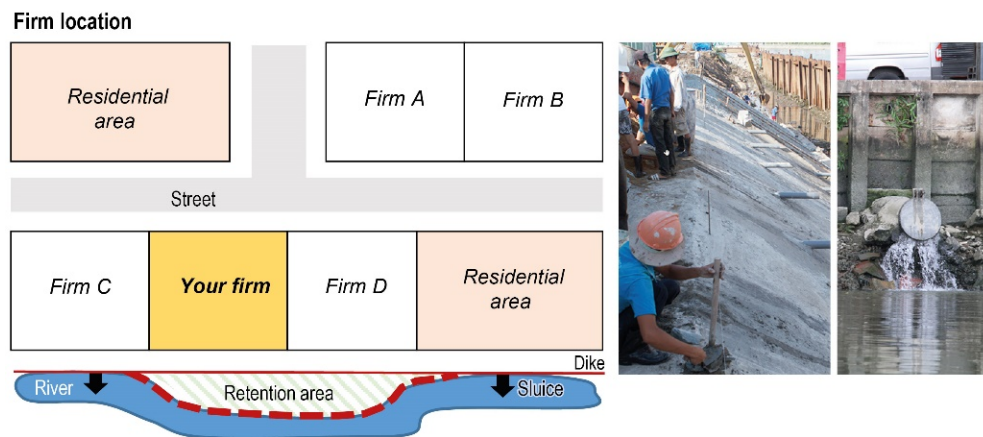 Firm location
Residential
area
Firm A
Firm B
Street
Firm C
Your firm
Firm D
Residential
area
Dike
River
Retention area
Sluice